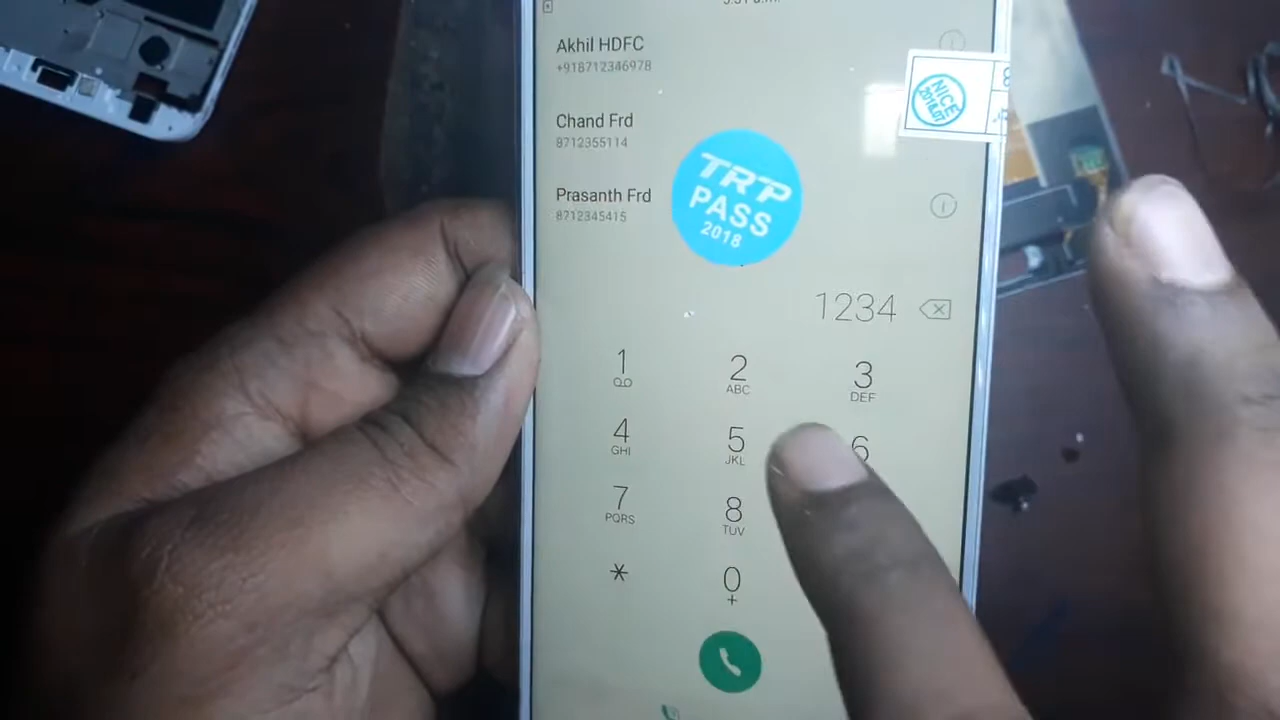 Akhil HDFC
+918712346978
Chand Frd
8712355114
Prasanth Frd
8712345415
TRP
PASS
2018
NICE
1234
1
2
ABC
3
DEF
4
GHI
5
JKL
6
7
PQRS
8
TUV
*
0
+